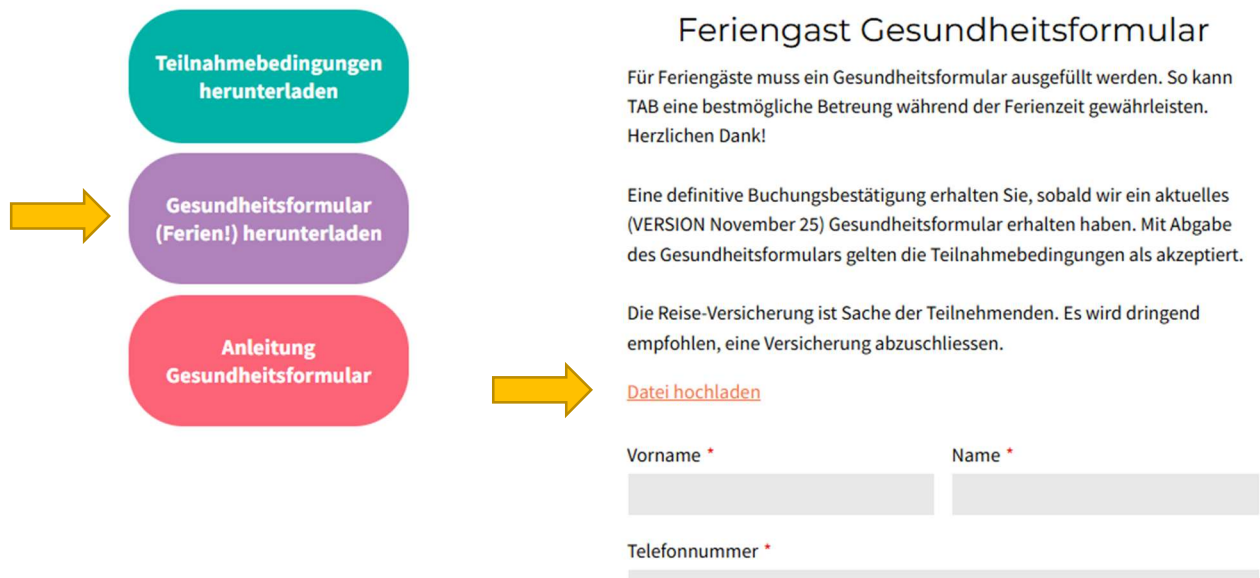 Teilnahmebedingungen
herunterladen
Gesundheitsformular
(Ferien!) herunterladen
Anleitung
Gesundheitsformular
Feriengast Gesundheitsformular
Für Feriengäste muss ein Gesundheitsformular ausgefüllt werden. So kann
TAB eine bestmögliche Betreung während der Ferienzeit gewährleisten.
Herzlichen Dank!
Eine definitive Buchungsbestätigung erhalten Sie, sobald wir ein aktuelles
(VERSION November 25) Gesundheitsformular erhalten haben. Mit Abgabe
des Gesundheitsformulars gelten die Teilnahmebedingungen als akzeptiert.
Die Reise-Versicherung ist Sache der Teilnehmenden. Es wird dringend
empfohlen, eine Versicherung abzuschliessen.
Datei hochladen
Vorname * Name *
Telefonnummer *